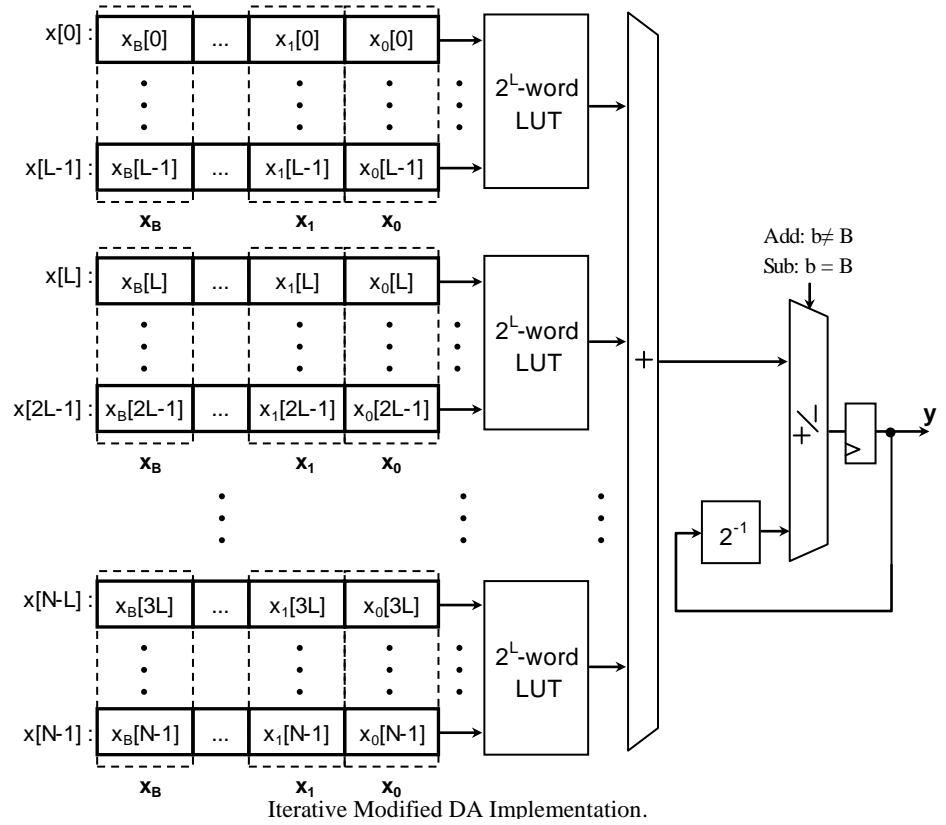 x[0] : x_B[0] ... x_1[0] x_0[0]
2^L-word
LUT
x[L-1] : x_B[L-1] ... x_1[L-1] x_0[L-1]
x_B x_1 x_0
Add: b≠ B
Sub: b = B
x[L] : x_B[L] ... x_1[L] x_0[L]
2^L-word
LUT
+
x[2L-1] : x_B[2L-1] ... x_1[2L-1] x_0[2L-1]
+/−
y
x_B x_1 x_0
2^-1
x[N-L] : x_B[3L] ... x_1[3L] x_0[3L]
2^L-word
LUT
x[N-1] : x_B[N-1] ... x_1[N-1] x_0[N-1]
x_B x_1 x_0
Iterative Modified DA Implementation.